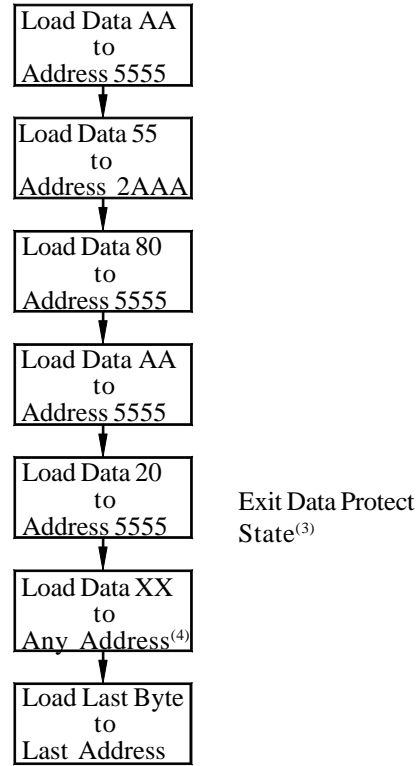 Load Data AA
to
Address 5555
Load Data 55
to
Address 2AAA
Load Data 80
to
Address 5555
Load Data AA
to
Address 5555
Load Data 20
to
Address 5555
Exit Data Protect
State(3)
Load Data XX
to
Any Address(4)
Load Last Byte
to
Last Address